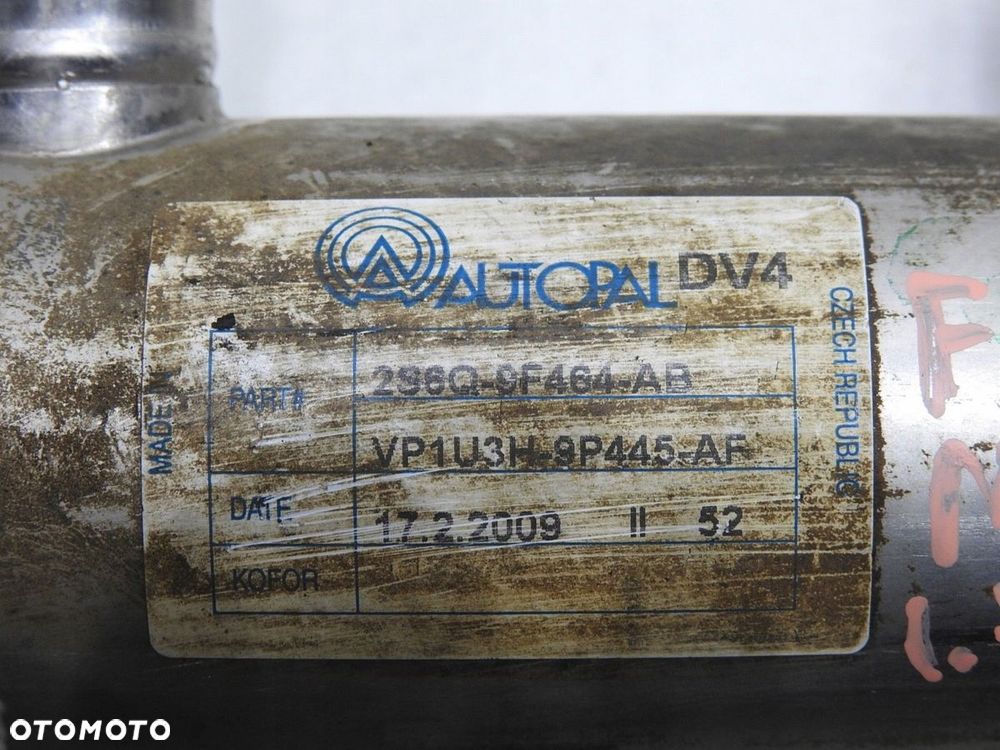 AUTOPAL DV4
MADE IN
CZECH REPUBLIC
PART# 2S6Q-9F464-AB
VP1U3H-9P445-AF
DATE 17.2.2009 II 52
KOFOR
F
OTOMOTO